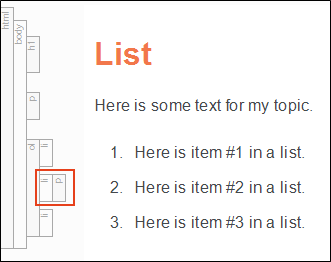 html
body
h1
List
p
Here is some text for my topic.
ol
li
1. Here is item #1 in a list.
li
p
2. Here is item #2 in a list.
li
3. Here is item #3 in a list.